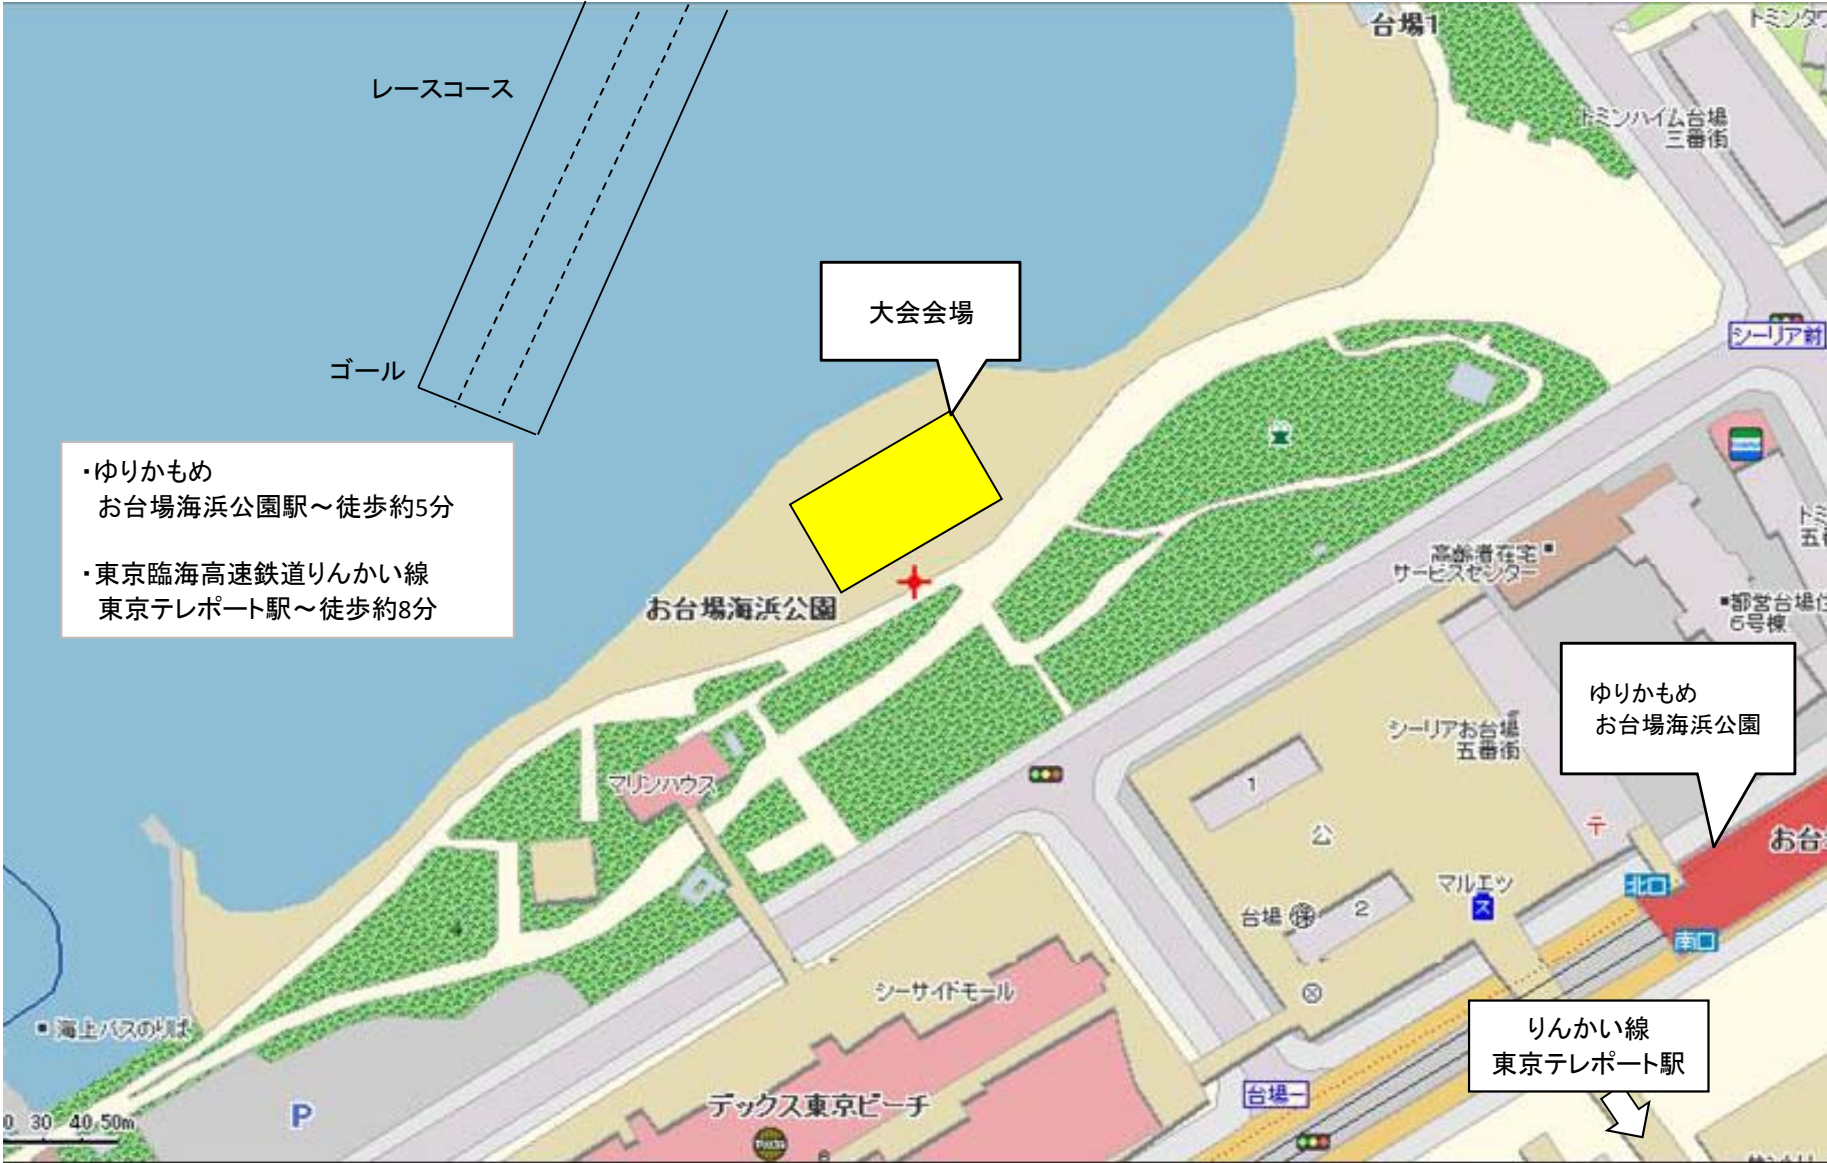 台場1
レースコース
トミンハイム台場
三番街
大会会場
シーリア前
ゴール
・ゆりかもめ
お台場海浜公園駅～徒歩約5分
・東京臨海高速鉄道りんかい線
東京テレポート駅～徒歩約8分
高齢者在宅
サービスセンター
お台場海浜公園
都営台場住
6号棟
ゆりかもめ
お台場海浜公園
シーリアお台場
五番街
マリンハウス
1
公
〒
お台
マルエツ
ス
北口
台場 保
2
南口
シーサイドモール
海上バスのりば
りんかい線
東京テレポート駅
台場一
デックス東京ビーチ
P
0 30 40 50m